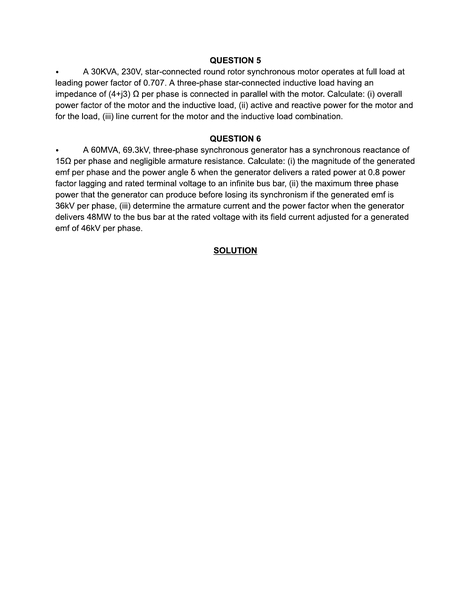 QUESTION 5
• A 30KVA, 230V, star-connected round rotor synchronous motor operates at full load at
leading power factor of 0.707. A three-phase star-connected inductive load having an
impedance of (4+j3) Ω per phase is connected in parallel with the motor. Calculate: (i) overall
power factor of the motor and the inductive load, (ii) active and reactive power for the motor and
for the load, (iii) line current for the motor and the inductive load combination.
QUESTION 6
• A 60MVA, 69.3kV, three-phase synchronous generator has a synchronous reactance of
15Ω per phase and negligible armature resistance. Calculate: (i) the magnitude of the generated
emf per phase and the power angle δ when the generator delivers a rated power at 0.8 power
factor lagging and rated terminal voltage to an infinite bus bar, (ii) the maximum three phase
power that the generator can produce before losing its synchronism if the generated emf is
36kV per phase, (iii) determine the armature current and the power factor when the generator
delivers 48MW to the bus bar at the rated voltage with its field current adjusted for a generated
emf of 46kV per phase.
SOLUTION